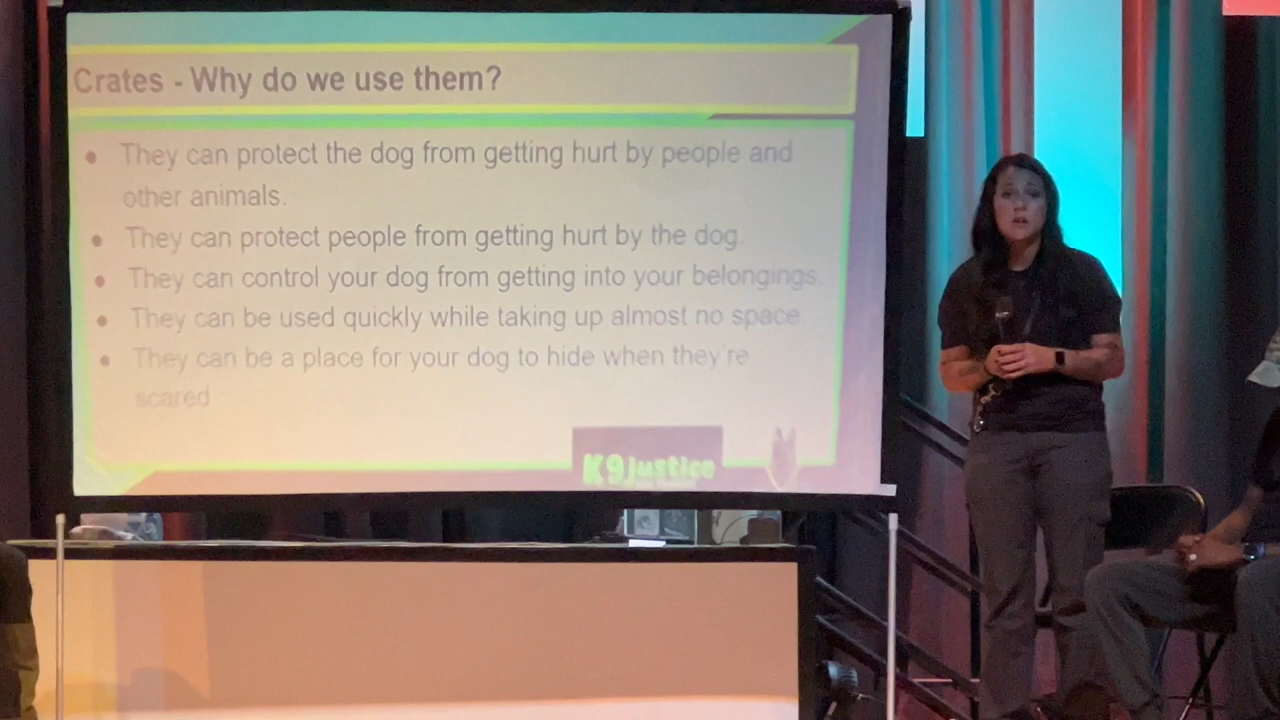 Crates - Why do we use them?
They can protect the dog from getting hurt by people and
other animals.
They can protect people from getting hurt by the dog.
They can control your dog from getting into your belongings.
They can be used quickly while taking up almost no space.
They can be a place for your dog to hide when they're
scared
K9justice